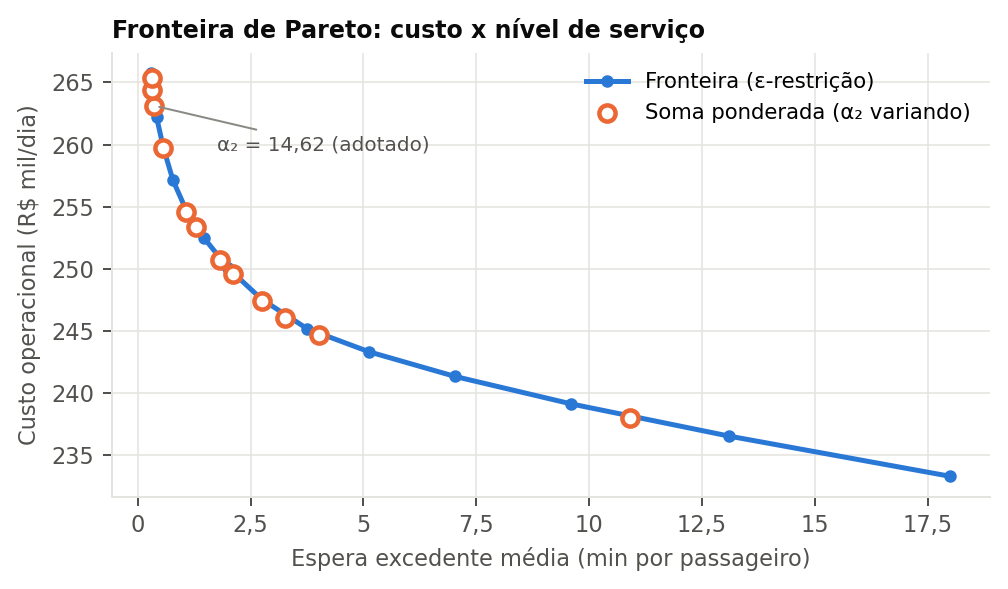 Fronteira de Pareto: custo x nível de serviço
Custo operacional (R$ mil/dia)
265
260
255
250
245
240
235
Fronteira (ε-restrição)
Soma ponderada (α₂ variando)
α₂ = 14,62 (adotado)
0
2,5
5
7,5
10
12,5
15
17,5
Espera excedente média (min por passageiro)